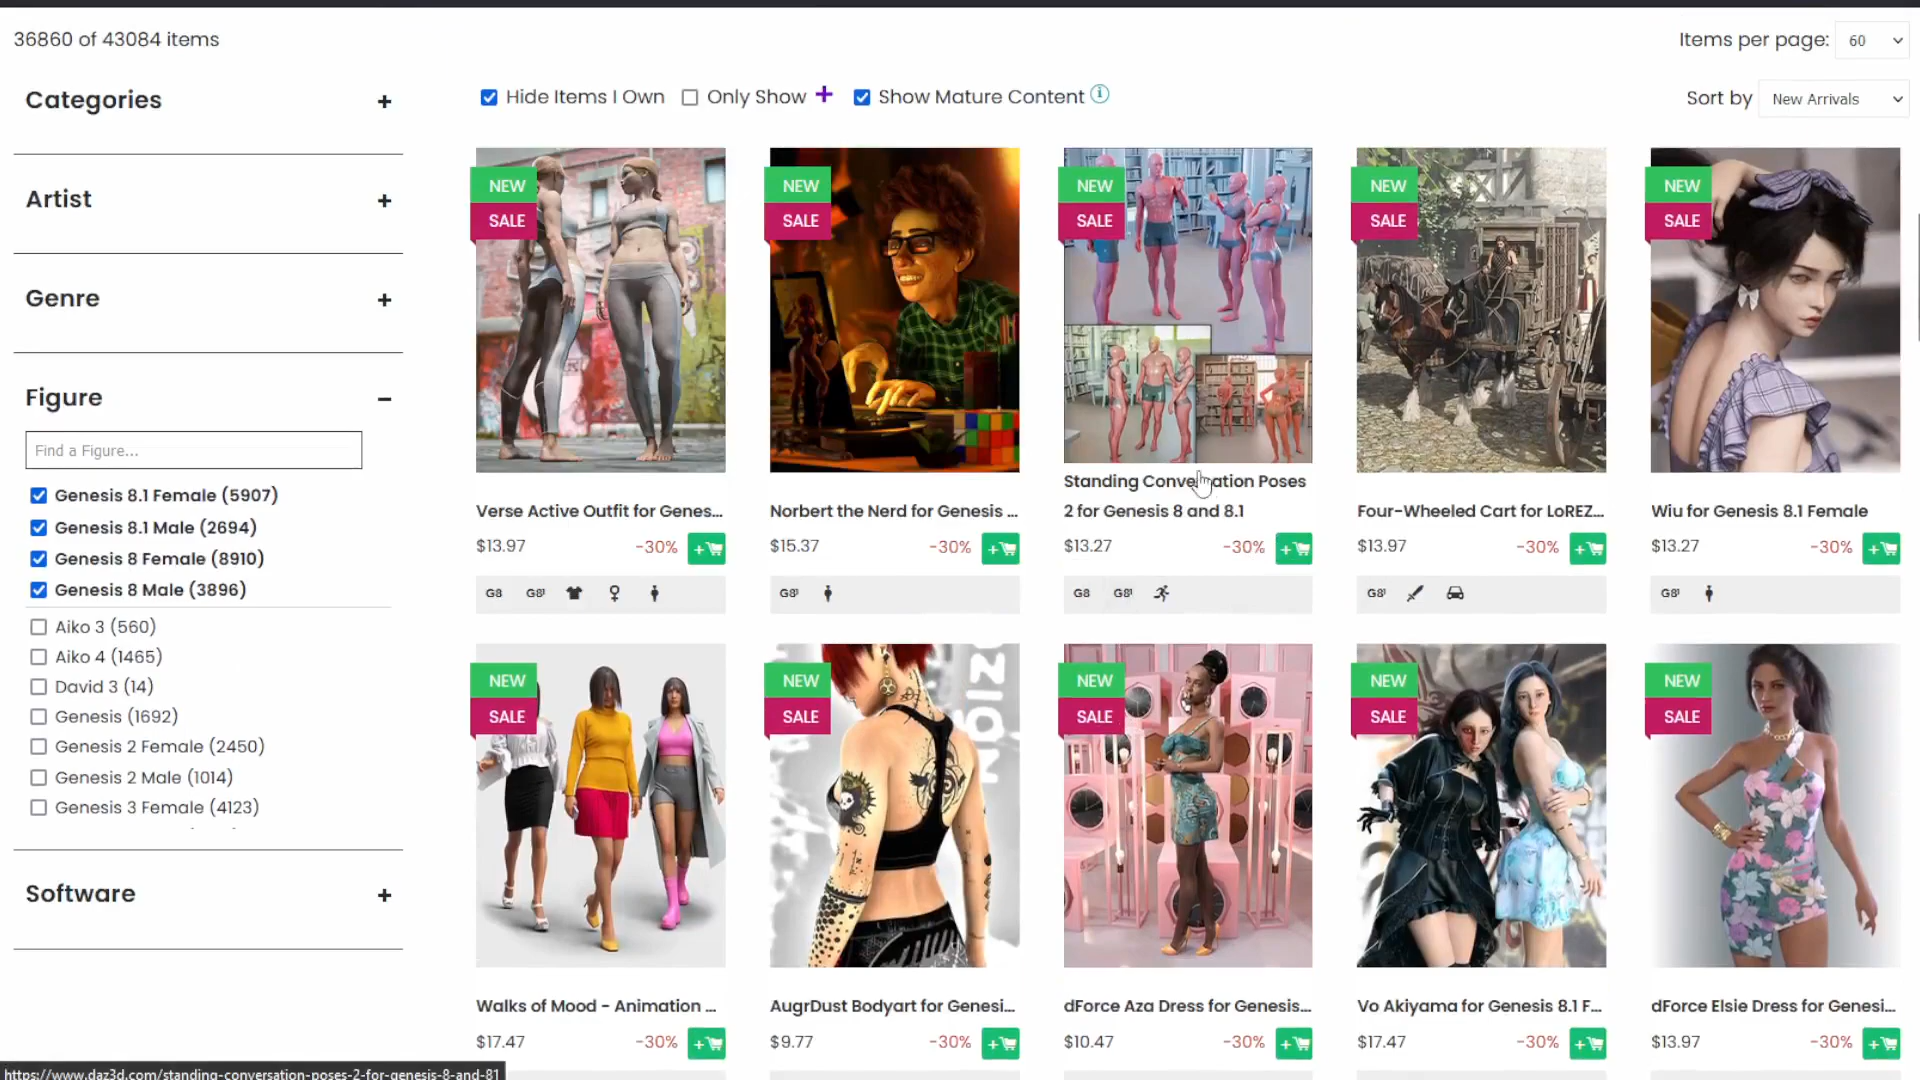 36860 of 43084 items
Items per page: 60
Categories +
Hide Items I Own Only Show + Show Mature Content i
Sort by New Arrivals
Artist +
Genre +
Figure −
Find a Figure...
Genesis 8.1 Female (5907)
Genesis 8.1 Male (2694)
Genesis 8 Female (8910)
Genesis 8 Male (3896)
Aiko 3 (560)
Aiko 4 (1465)
David 3 (14)
Genesis (1692)
Genesis 2 Female (2450)
Genesis 2 Male (1014)
Genesis 3 Female (4123)
Software +
NEW
SALE
Verse Active Outfit for Genes...
$13.97 -30% +
G8 G8¹
NEW
SALE
Norbert the Nerd for Genesis ...
$15.37 -30% +
G8¹
NEW
SALE
Standing Conversation Poses
2 for Genesis 8 and 8.1
$13.27 -30% +
G8 G8¹
NEW
SALE
Four-Wheeled Cart for LoREZ...
$13.97 -30% +
G8¹
NEW
SALE
Wiu for Genesis 8.1 Female
$13.27 -30% +
G8¹
NEW
SALE
Walks of Mood - Animation ...
$17.47 -30% +
NEW
SALE
NOIZ
AugrDust Bodyart for Genesi...
$9.77 -30% +
NEW
SALE
dForce Aza Dress for Genesis...
$10.47 -30% +
NEW
SALE
Vo Akiyama for Genesis 8.1 F...
$17.47 -30% +
NEW
SALE
dForce Elsie Dress for Genesi...
$13.97 -30% +
https://www.daz3d.com/standing-conversation-poses-2-for-genesis-8-and-81